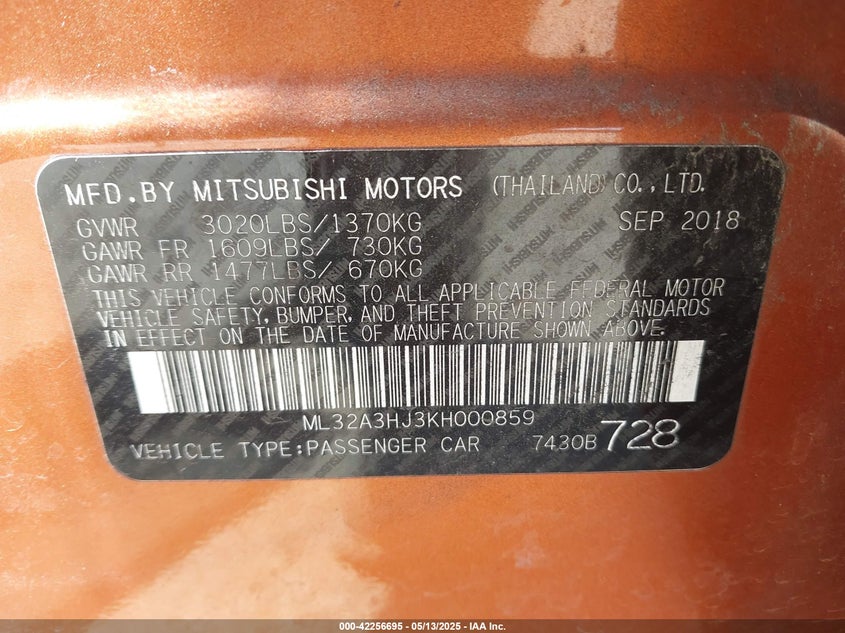 MFD.BY MITSUBISHI MOTORS (THAILAND) CO.,LTD.
GVWR 3020LBS/1370KG SEP 2018
GAWR FR 1609LBS/ 730KG
GAWR RR 1477LBS/ 670KG
THIS VEHICLE CONFORMS TO ALL APPLICABLE FEDERAL MOTOR
VEHICLE SAFETY, BUMPER, AND THEFT PREVENTION STANDARDS
IN EFFECT ON THE DATE OF MANUFACTURE SHOWN ABOVE.
ML32A3HJ3KH000859
VEHICLE TYPE:PASSENGER CAR 7430B 728
000-42256695 - 05/13/2025 - IAA Inc.